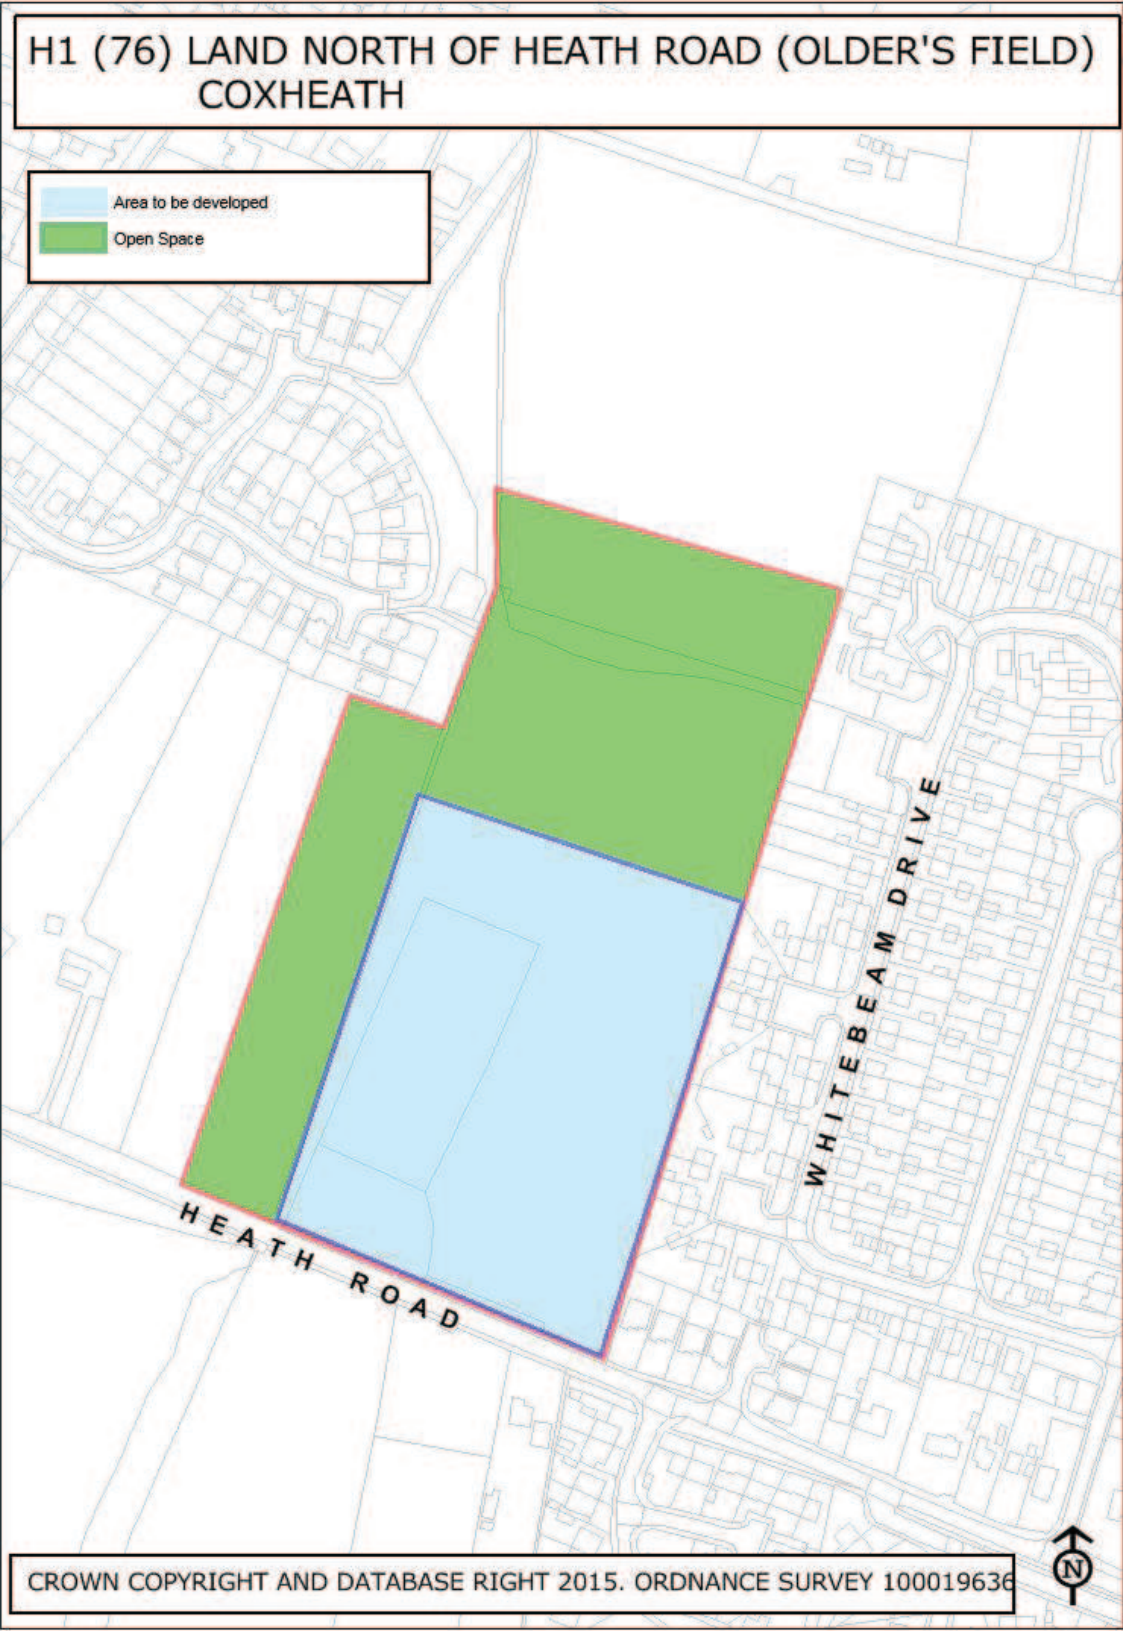 H1 (76) LAND NORTH OF HEATH ROAD (OLDER'S FIELD)
COXHEATH
Area to be developed
Open Space
WHITEBEAM DRIVE
HEATH ROAD
CROWN COPYRIGHT AND DATABASE RIGHT 2015. ORDNANCE SURVEY 100019636
N